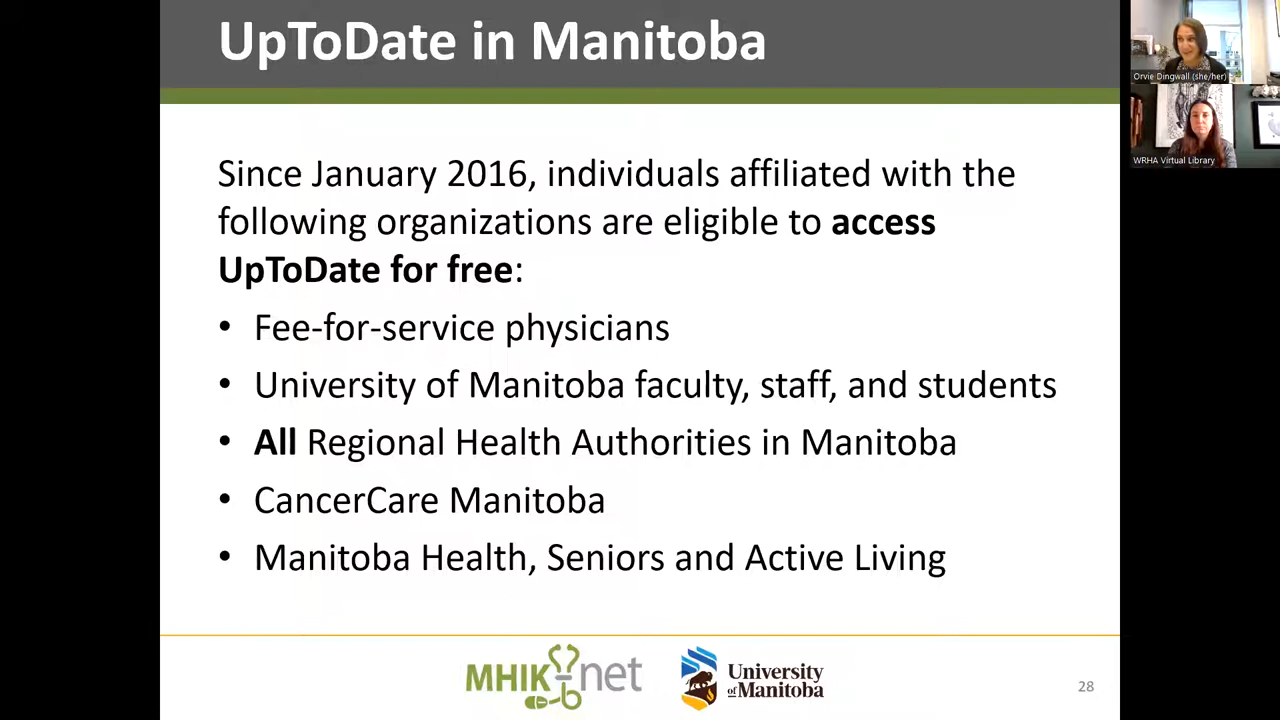 UpToDate in Manitoba
Since January 2016, individuals affiliated with the
following organizations are eligible to access
UpToDate for free:
• Fee-for-service physicians
• University of Manitoba faculty, staff, and students
• All Regional Health Authorities in Manitoba
• CancerCare Manitoba
• Manitoba Health, Seniors and Active Living
MHIKnet
University
of Manitoba
28
Orvie Dingwall (she/her)
WRHA Virtual Library